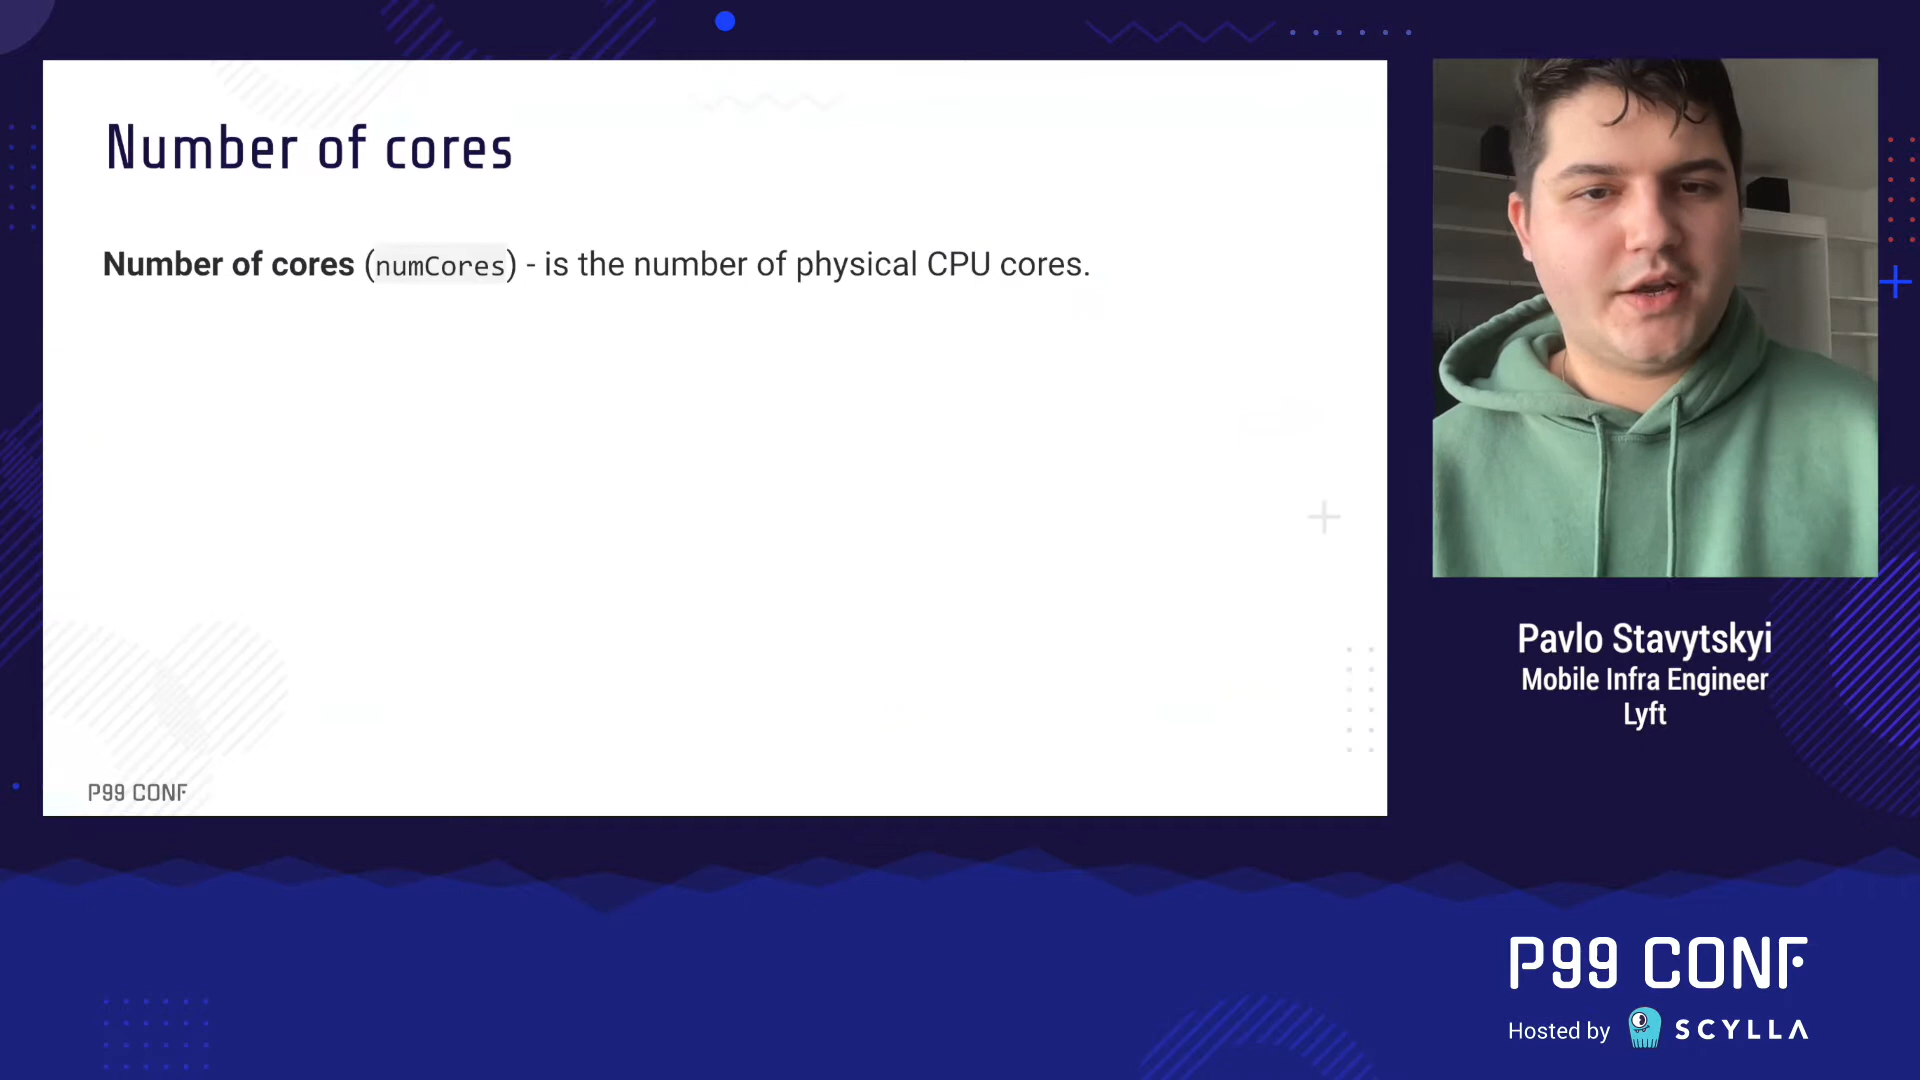 Number of cores
Number of cores (numCores) - is the number of physical CPU cores.
P99 CONF
Pavlo Stavytskyi
Mobile Infra Engineer
Lyft
P99 CONF
Hosted by SCYLLA